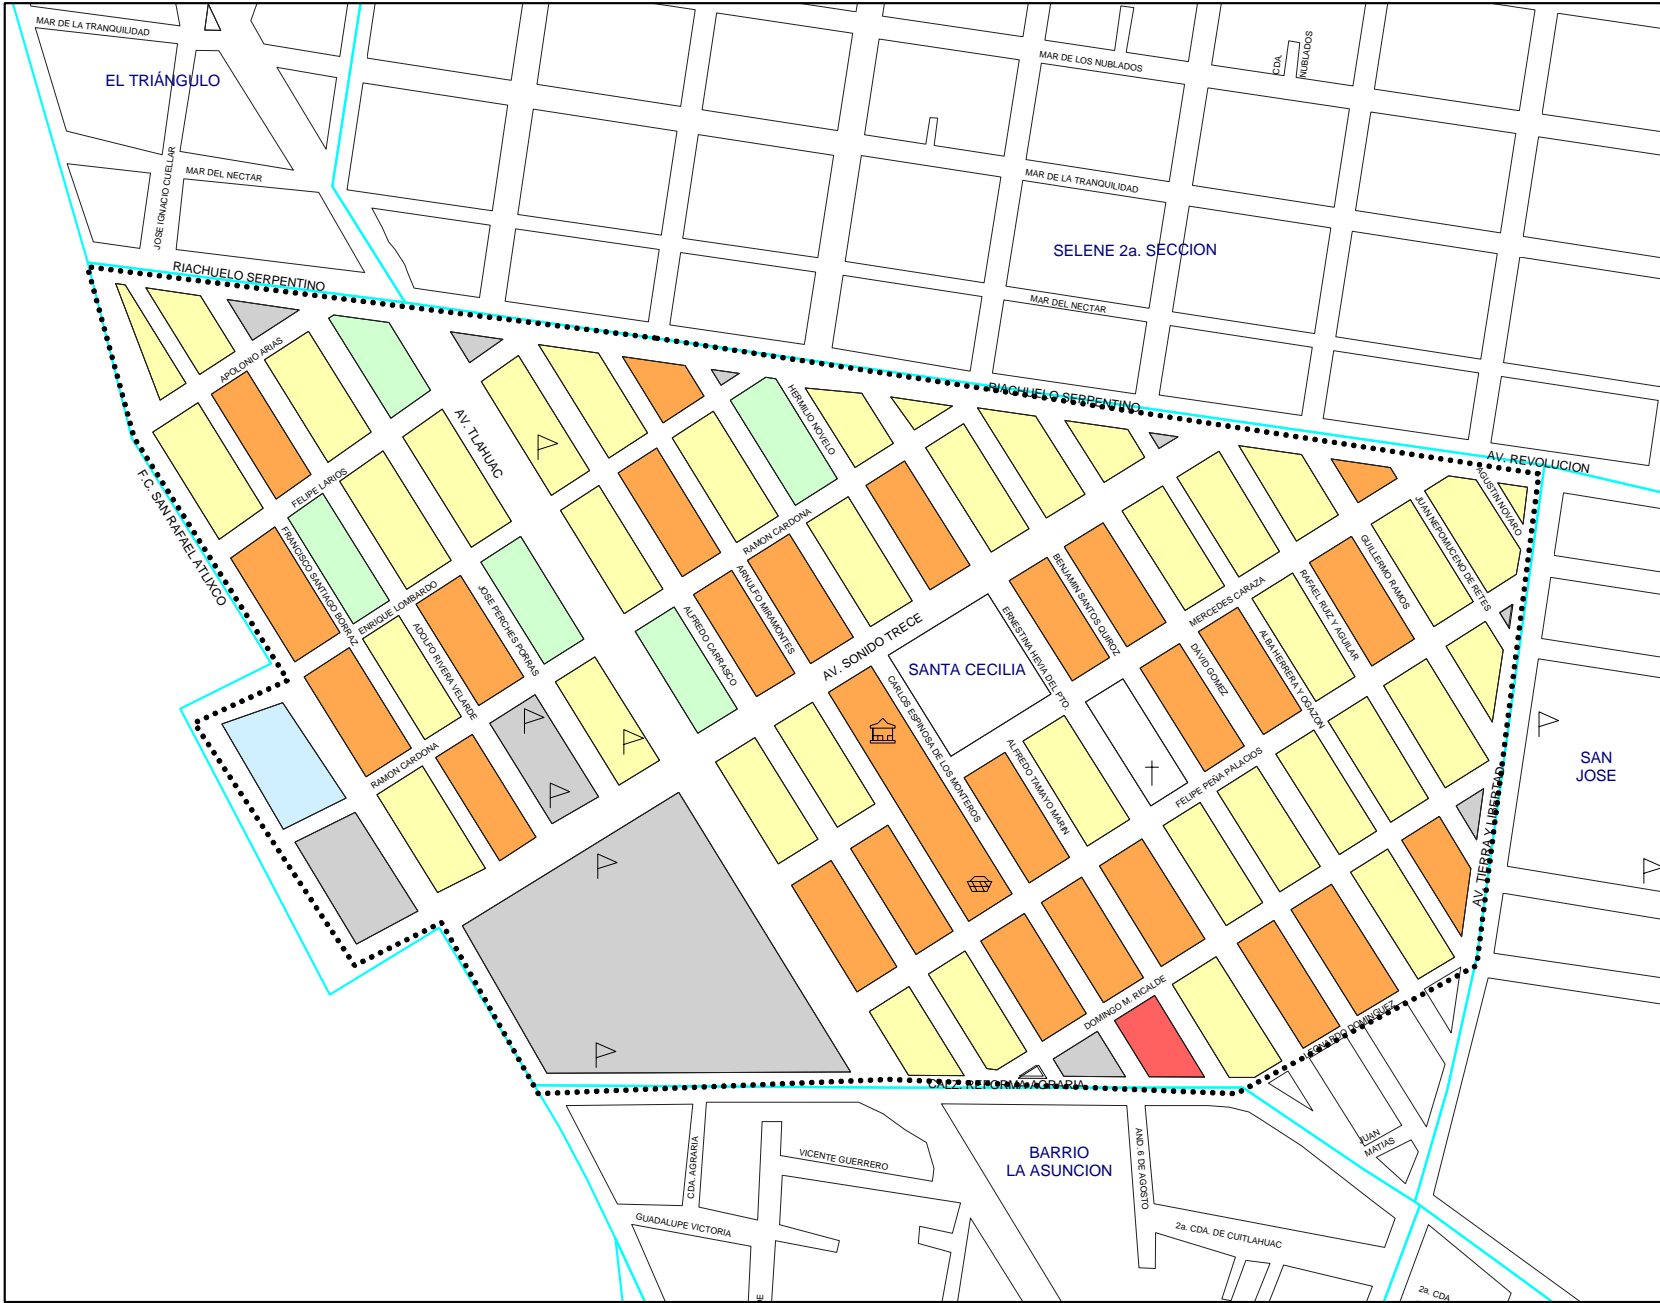 MAR DE LA TRANQUILIDAD
EL TRIÁNGULO
JOSE IGNACIO CUELLAR
MAR DEL NECTAR
MAR DE LOS NUBLADOS
CDA.
NUBLADOS
MAR DE LA TRANQUILIDAD
SELENE 2a. SECCION
MAR DEL NECTAR
RIACHUELO SERPENTINO
RIACHUELO SERPENTINO
AV. REVOLUCION
APOLONIO ARIAS
AV. TLAHUAC
HERMILIO NOVELO
AGUSTIN NOVARO
JUAN NEPOMUCENO DE RETES
GUILLERMO RAMOS
F.C. SAN RAFAEL ATLIXCO
FELIPE LARIOS
FRANCISCO SANTIAGO BORRAZ
ENRIQUE LOMBARDO
ADOLFO RIVERA VELARDE
JOSE PERCHES PORRAS
RAMON CARDONA
ARNULFO MIRAMONTES
ALFREDO CARRASCO
AV. SONIDO TRECE
SANTA CECILIA
CARLOS ESPINOSA DE LOS MONTEROS
ERNESTINA HEVIA DEL PTO.
BENJAMIN SANTOS QUIROZ
MERCEDES CARAZA
RAFAEL RUIZ Y AGUILAR
ALBA HERRERA Y OGAZON
DAVID GOMEZ
ALFREDO TAMAYO MARIN
FELIPE PEÑA PALACIOS
RAMON CARDONA
SAN
JOSE
AV. TIERRA Y LIBERTAD
DOMINGO M. RICALDE
LEONARDO DOMINGUEZ
CALZ. REFORMA AGRARIA
BARRIO
LA ASUNCION
JUAN
MATIAS
CDA. AGRARIA
VICENTE GUERRERO
AND. 6 DE AGOSTO
GUADALUPE VICTORIA
2a. CDA. DE CUITLAHUAC
DE
2a. CDA.